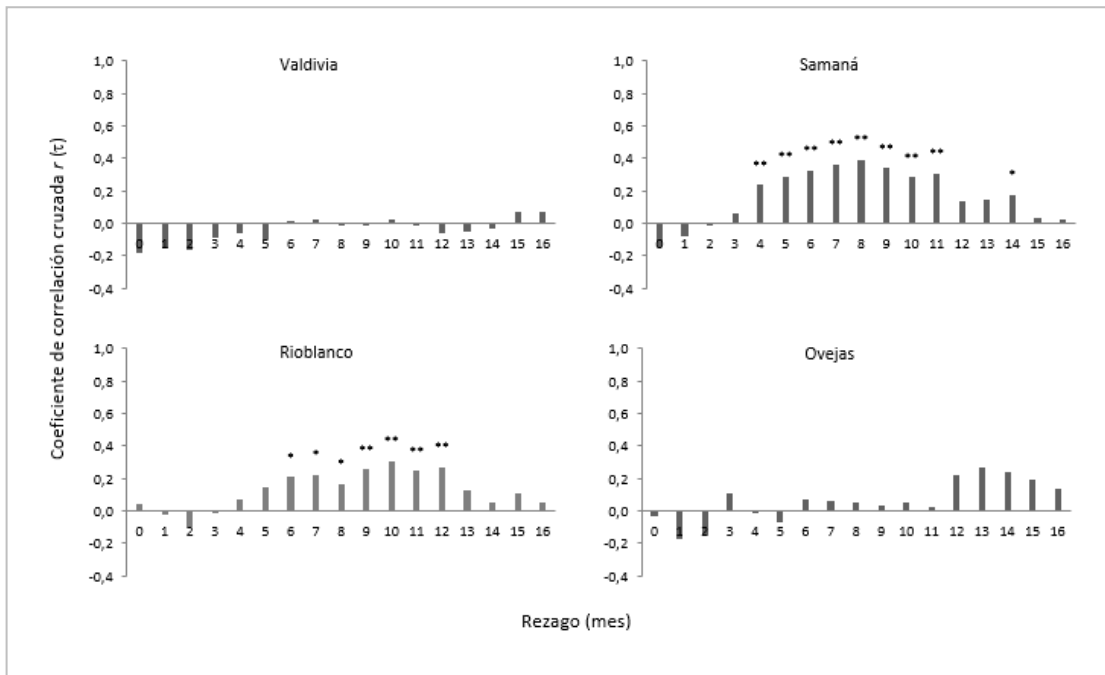 Coeficiente de correlación cruzada r (τ)
Valdivia
1,0
0,8
0,6
0,4
0,2
0,0
-0,2
-0,4
0 1 2 3 4 5 6 7 8 9 10 11 12 13 14 15 16
Samaná
1,0
0,8
0,6
0,4
0,2
0,0
-0,2
-0,4
** ** ** ** ** ** ** ** *
0 1 2 3 4 5 6 7 8 9 10 11 12 13 14 15 16
Rioblanco
1,0
0,8
0,6
0,4
0,2
0,0
-0,2
-0,4
* * * ** ** ** **
0 1 2 3 4 5 6 7 8 9 10 11 12 13 14 15 16
Ovejas
1,0
0,8
0,6
0,4
0,2
0,0
-0,2
-0,4
0 1 2 3 4 5 6 7 8 9 10 11 12 13 14 15 16
Rezago (mes)